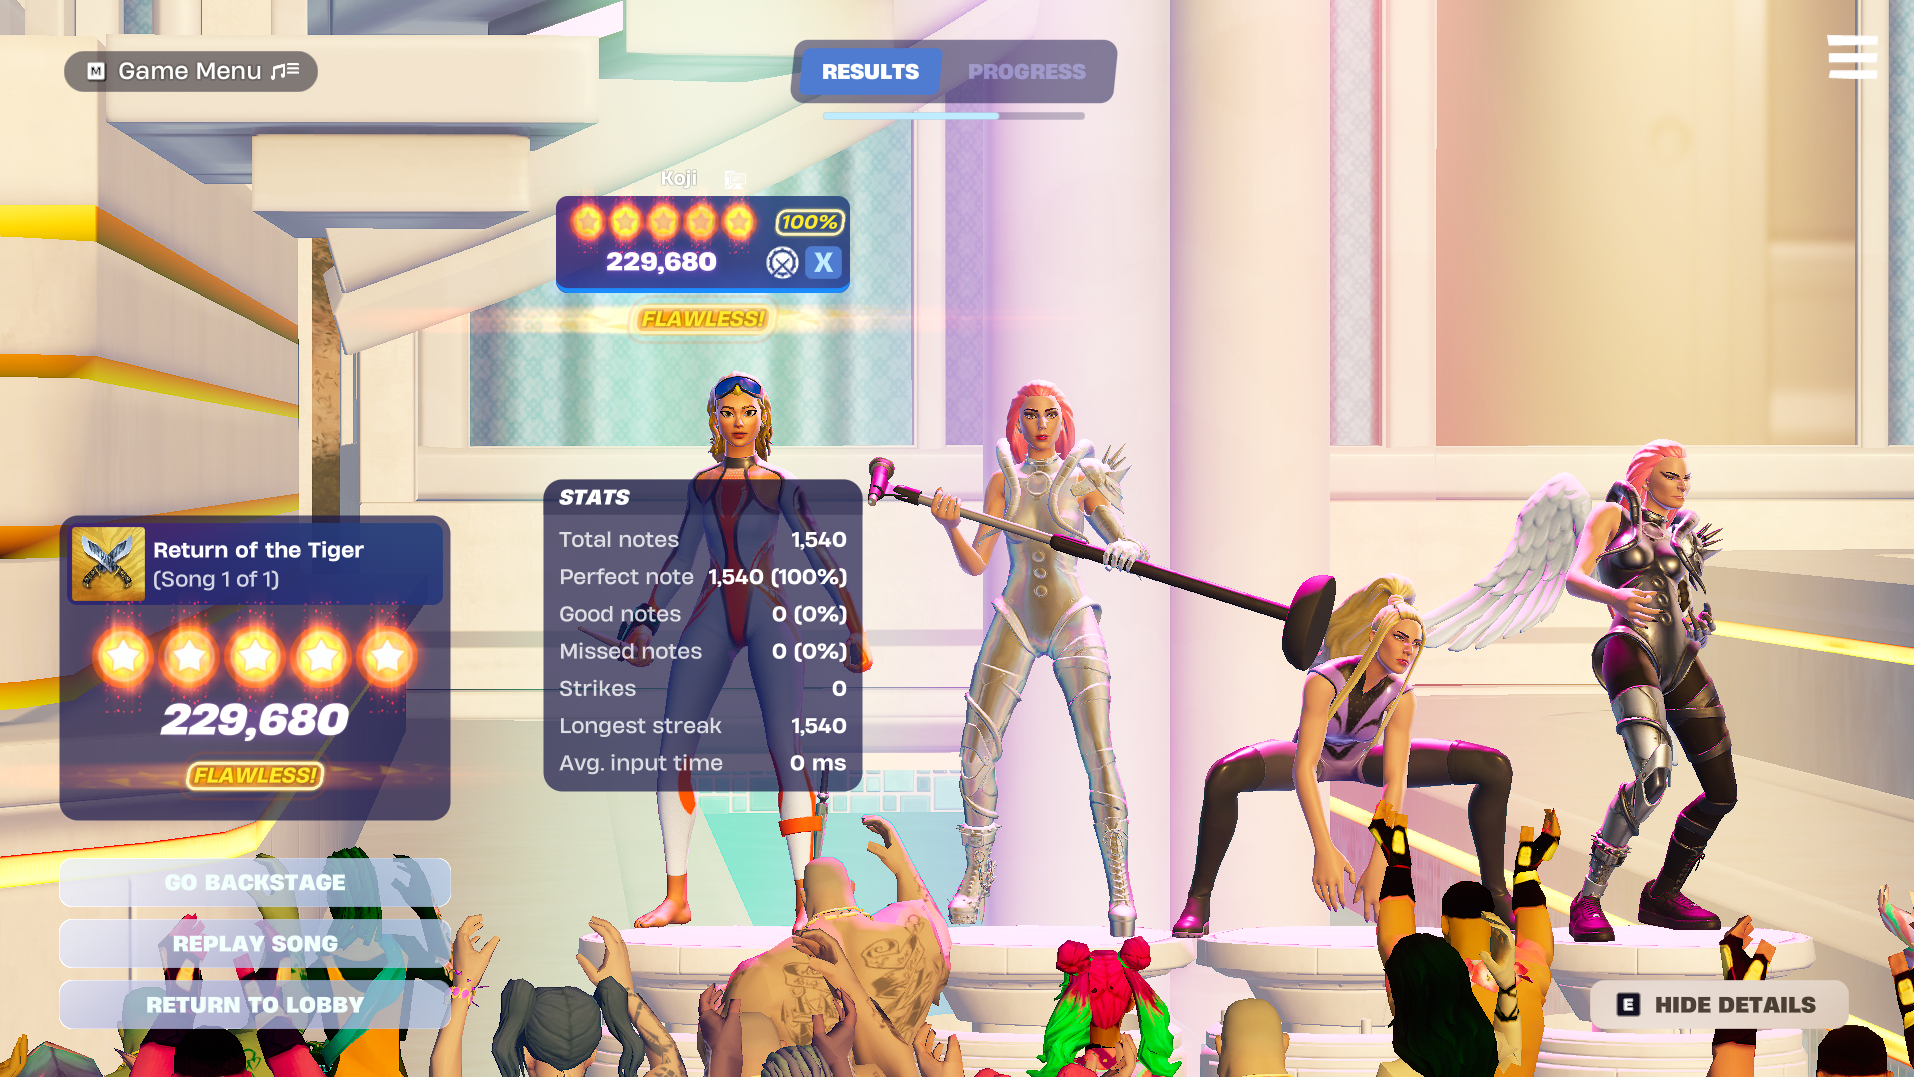 M Game Menu
RESULTS
PROGRESS
Koji
100%
229,680
X
FLAWLESS!
STATS
Total notes 1,540
Perfect note 1,540 (100%)
Good notes 0 (0%)
Missed notes 0 (0%)
Strikes 0
Longest streak 1,540
Avg. input time 0 ms
Return of the Tiger
(Song 1 of 1)
229,680
FLAWLESS!
GO BACKSTAGE
REPLAY SONG
RETURN TO LOBBY
E HIDE DETAILS